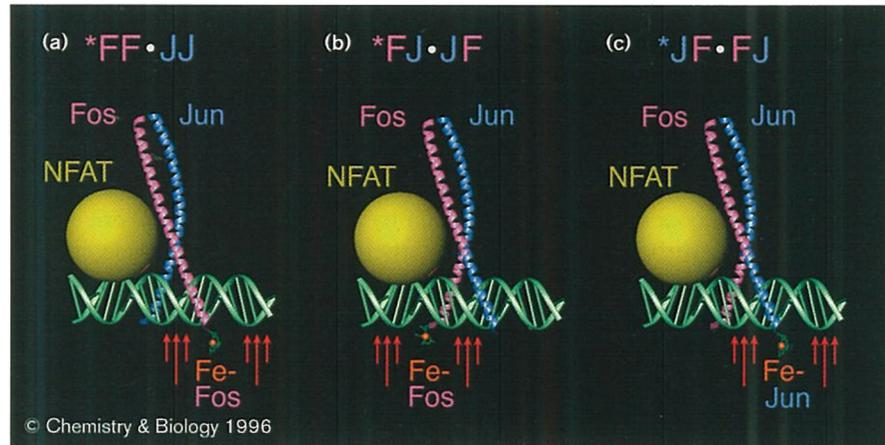 (a) *FF•JJ
Fos Jun
NFAT
Fe-
Fos
(b) *FJ•JF
Fos Jun
NFAT
Fe-
Fos
(c) *JF•FJ
Fos Jun
NFAT
Fe-
Jun
© Chemistry & Biology 1996